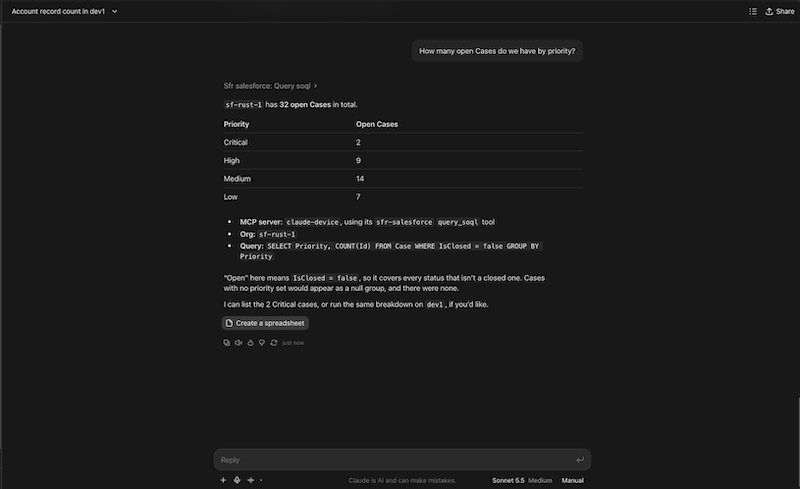 Account record count in dev1
Share
How many open Cases do we have by priority?
Sfr salesforce: Query soql
sf-rust-1 has 32 open Cases in total.
Priority Open Cases
Critical 2
High 9
Medium 14
Low 7
• MCP server: claude-device, using its sfr-salesforce query_soql tool
• Org: sf-rust-1
• Query: SELECT Priority, COUNT(Id) FROM Case WHERE IsClosed = false GROUP BY
Priority
"Open" here means IsClosed = false, so it covers every status that isn't a closed one. Cases
with no priority set would appear as a null group, and there were none.
I can list the 2 Critical cases, or run the same breakdown on dev1, if you'd like.
Create a spreadsheet
just now
Reply
Claude is AI and can make mistakes.
Sonnet 5.5 Medium Manual